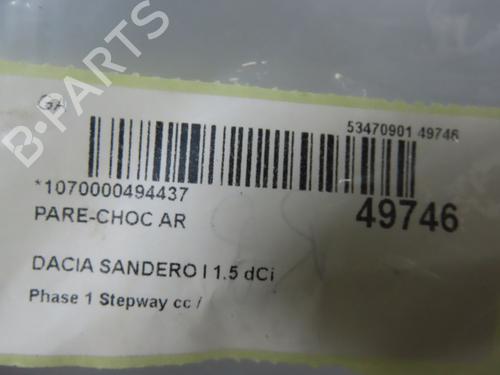 53470901 49746
*1070000494437
49746
PARE-CHOC AR
DACIA SANDERO I 1.5 dCi
Phase 1 Stepway cc /
B-PARTS